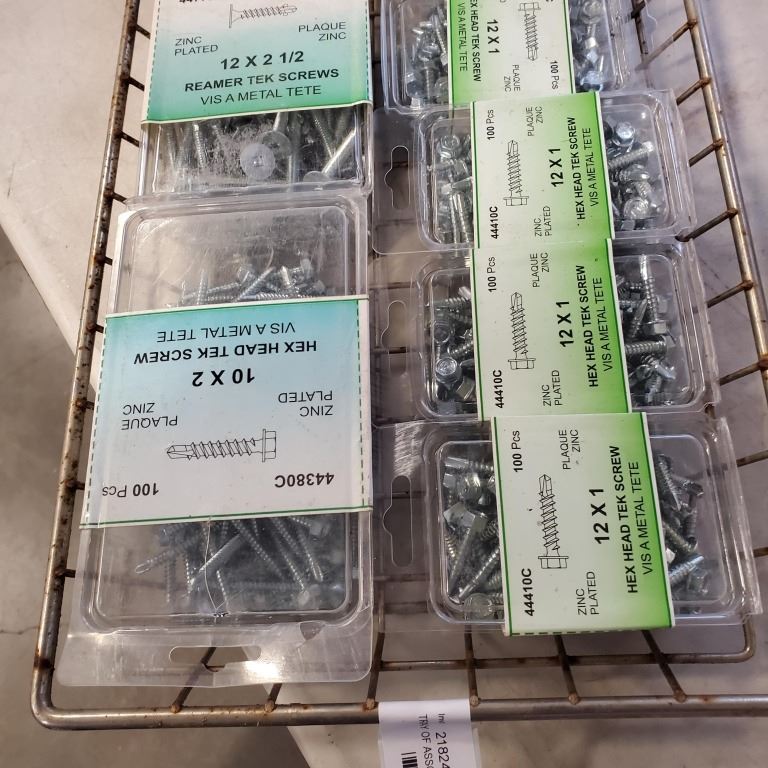 ZINC
PLATED
PLAQUE
ZINC
12 X 2 1/2
REAMER TEK SCREWS
VIS A METAL TETE
HEX HEAD TEK SCREW
VIS A METAL TETE
10 X 2
ZINC
PLATED
PLAQUE
ZINC
44380C
100 Pcs
12 X 1
HEX HEAD TEK SCREW
VIS A METAL TETE
PLAQUE
ZINC
100 Pcs
100 Pcs
PLAQUE
ZINC
12 X 1
HEX HEAD TEK SCREW
VIS A METAL TETE
44410C
ZINC
PLATED
100 Pcs
PLAQUE
ZINC
12 X 1
HEX HEAD TEK SCREW
VIS A METAL TETE
44410C
ZINC
PLATED
100 Pcs
PLAQUE
ZINC
12 X 1
HEX HEAD TEK SCREW
VIS A METAL TETE
44410C
ZINC
PLATED
21824
TRY OF